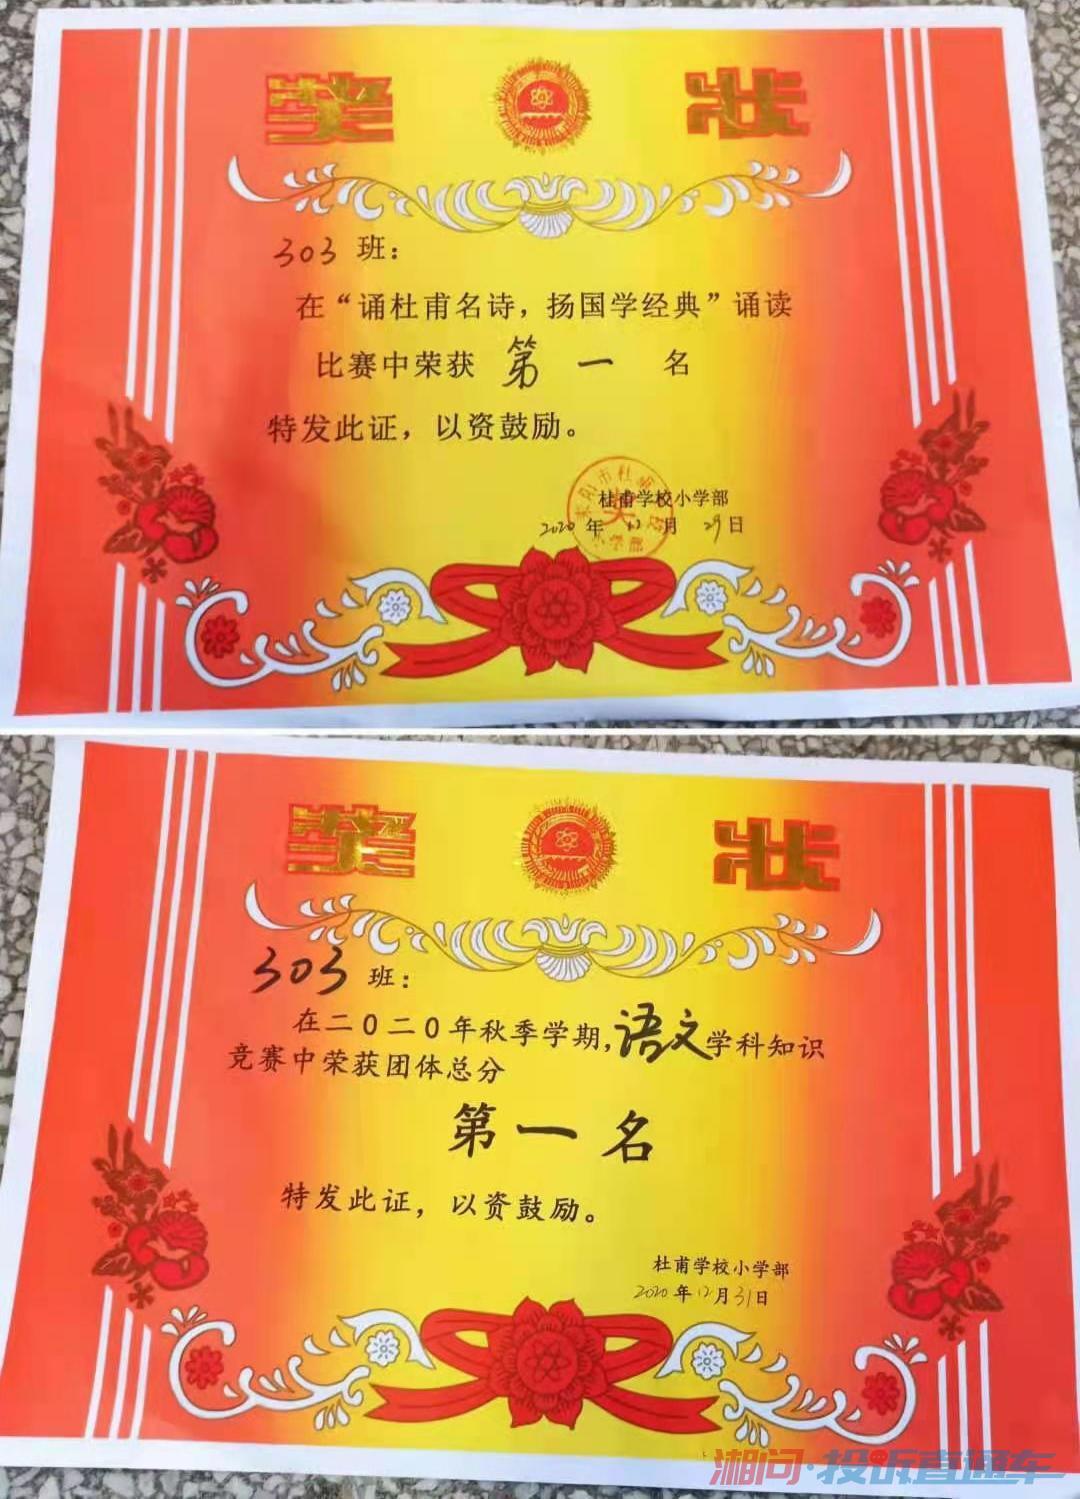 奖状
303 班：
在“诵杜甫名诗，扬国学经典”诵读
比赛中荣获 第 一 名
特发此证，以资鼓励。
杜甫学校小学部
2020 年 12 月 29 日
奖状
303 班：
在二〇二〇年秋季学期，语文学科知识
竞赛中荣获团体总分
第一名
特发此证，以资鼓励。
杜甫学校小学部
2020 年 12 月 31 日
湘问·投诉直通车